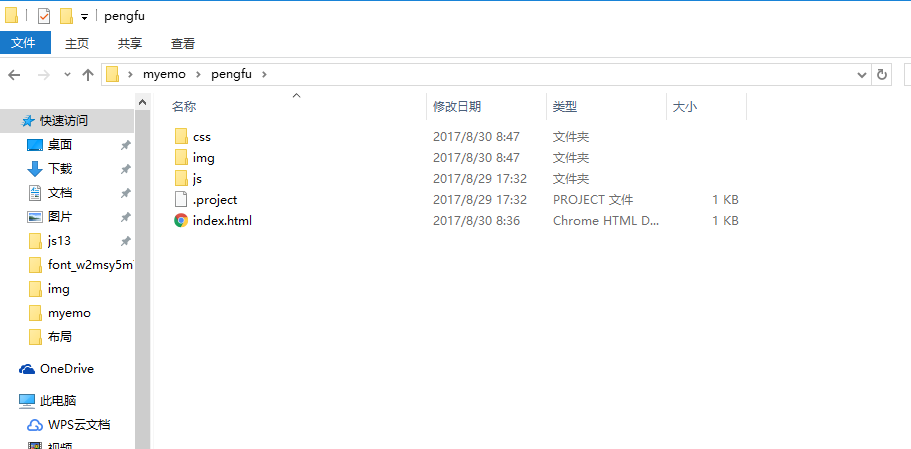 pengfu
文件 主页 共享 查看
myemo pengfu
名称 修改日期 类型 大小
快速访问
桌面
下载
文档
图片
js13
font_w2msy5m
img
myemo
布局
OneDrive
此电脑
WPS云文档
视频
css 2017/8/30 8:47 文件夹
img 2017/8/30 8:47 文件夹
js 2017/8/29 17:32 文件夹
.project 2017/8/29 17:32 PROJECT 文件 1 KB
index.html 2017/8/30 8:36 Chrome HTML D... 1 KB